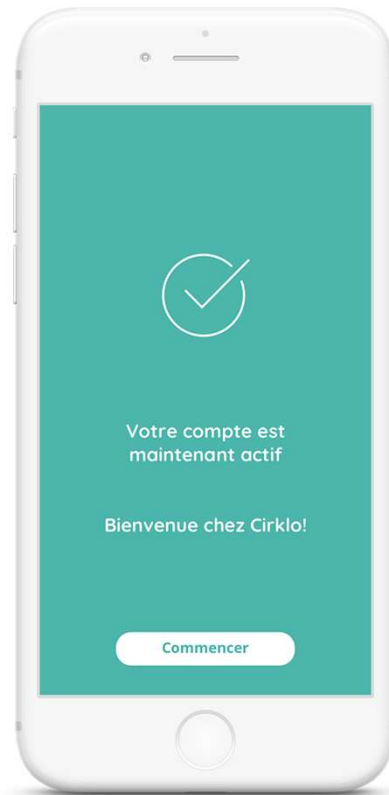 Votre compte est
maintenant actif
Bienvenue chez Cirklo!
Commencer